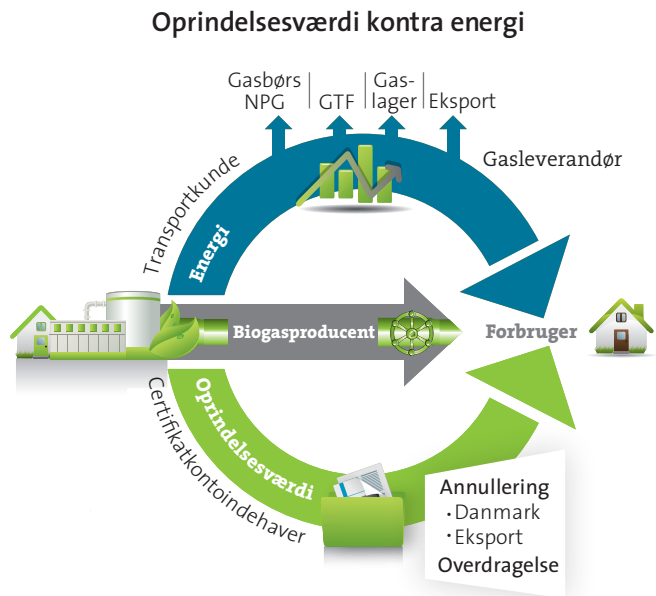 Oprindelsesværdi kontra energi
Gasbørs
NPG
GTF
Gas-
lager
Eksport
Transportkunde
Gasleverandør
Energi
Biogasproducent
Forbruger
Oprindelsesværdi
Certifikatkontoindehaver
Annullering
· Danmark
· Eksport
Overdragelse